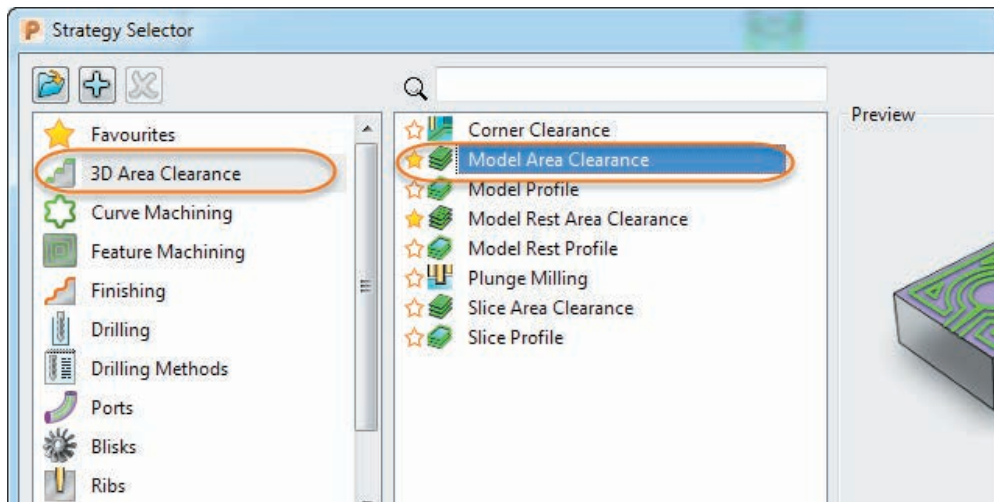 Strategy Selector
Favourites
3D Area Clearance
Curve Machining
Feature Machining
Finishing
Drilling
Drilling Methods
Ports
Blisks
Ribs
Corner Clearance
Model Area Clearance
Model Profile
Model Rest Area Clearance
Model Rest Profile
Plunge Milling
Slice Area Clearance
Slice Profile
Preview